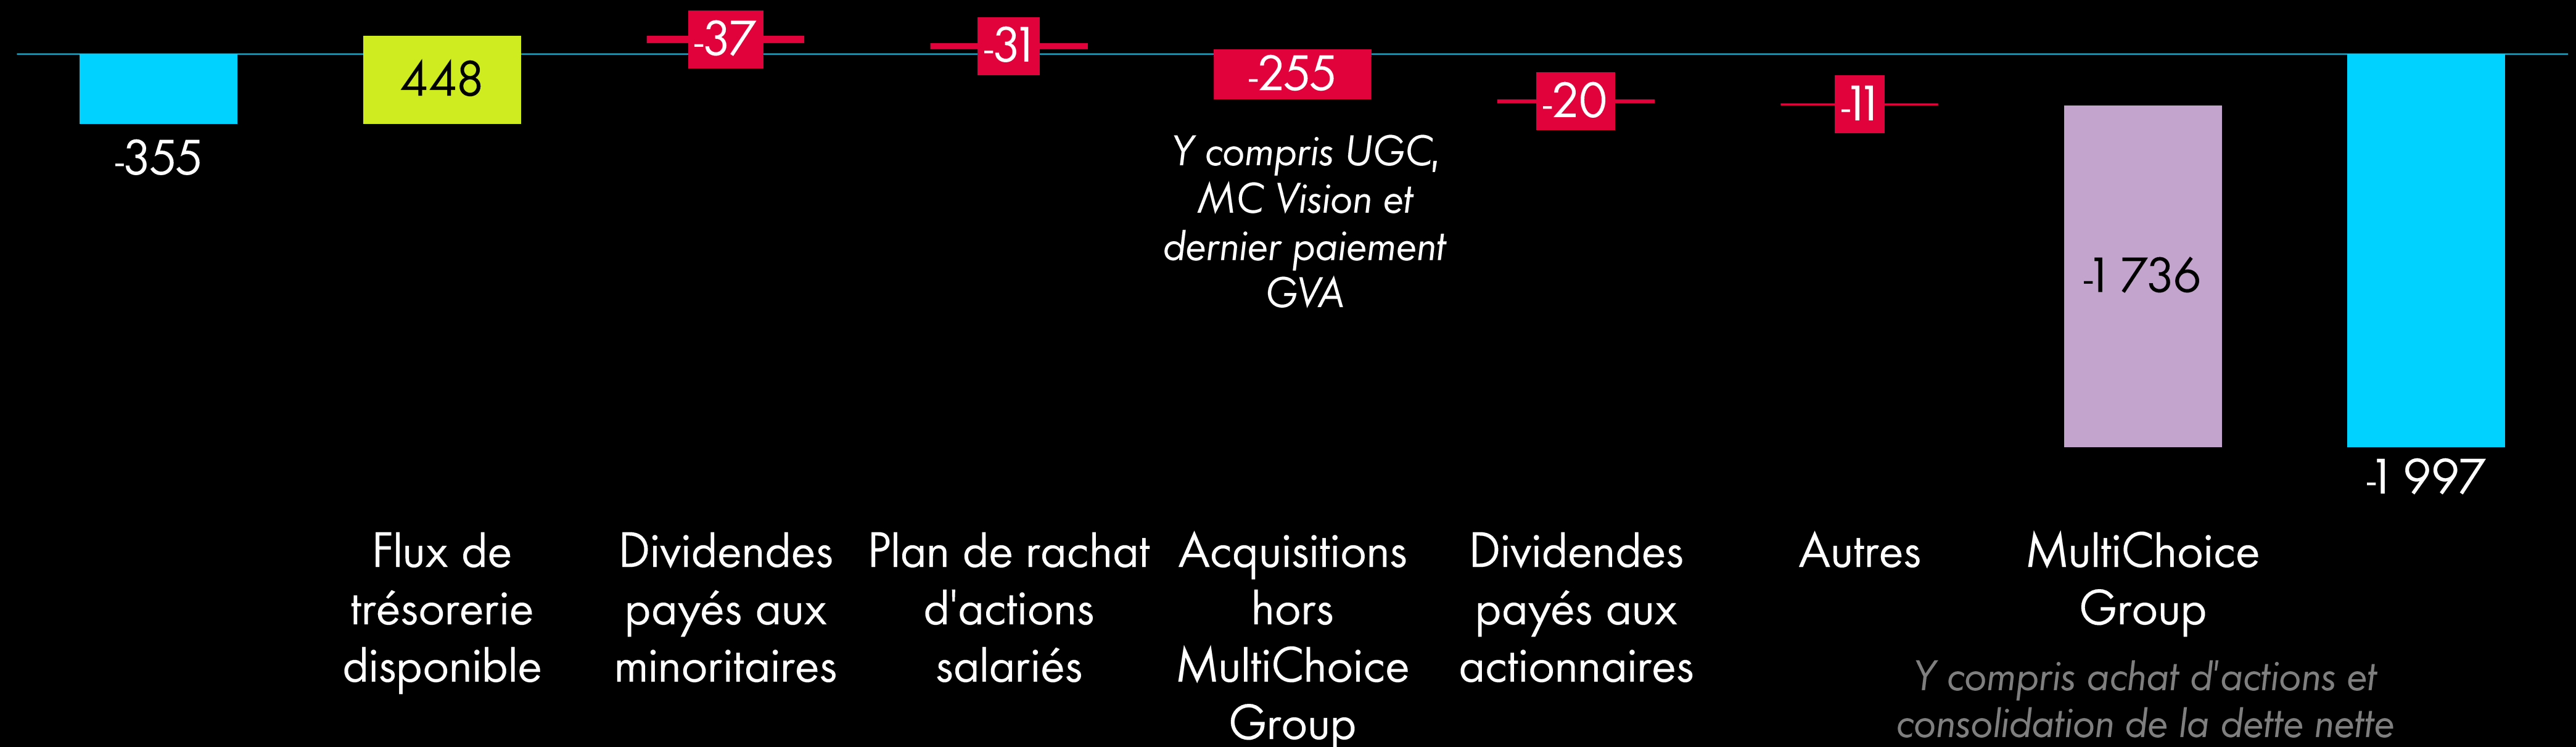 -355
448
-37
-31
-255
-20
-11
-1 736
-1 997
Y compris UGC,
MC Vision et
dernier paiement
GVA
Flux de
trésorerie
disponible
Dividendes
payés aux
minoritaires
Plan de rachat
d'actions
salariés
Acquisitions
hors
MultiChoice
Group
Dividendes
payés aux
actionnaires
Autres
MultiChoice
Group
Y compris achat d'actions et
consolidation de la dette nette